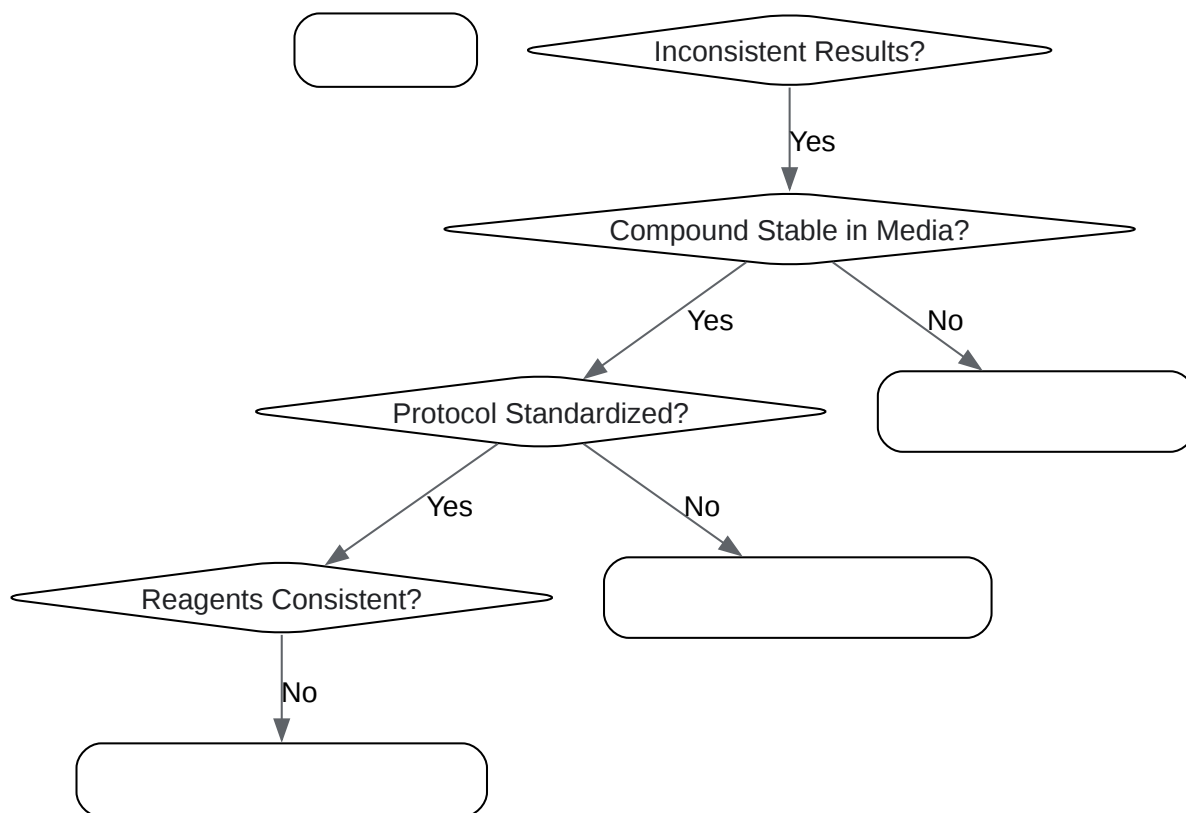 Inconsistent Results?
Yes
Compound Stable in Media?
Yes
No
Protocol Standardized?
Yes
No
Reagents Consistent?
No